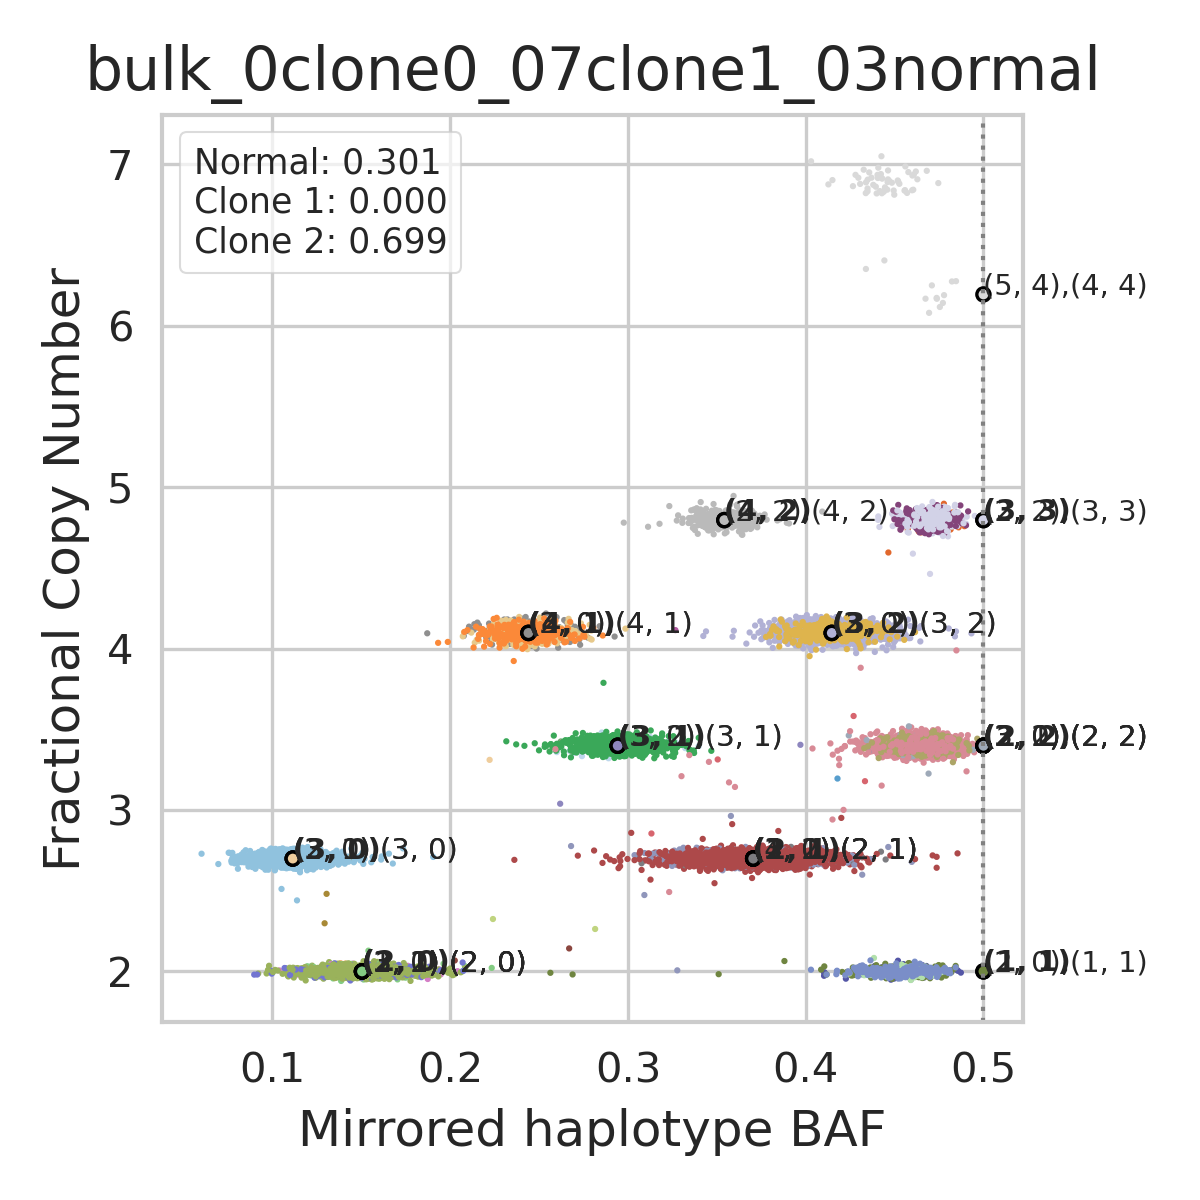 bulk_0clone0_07clone1_03normal
Normal: 0.301
Clone 1: 0.000
Clone 2: 0.699
Fractional Copy Number
7
6
5
4
3
2
(5, 4),(4, 4)
(4, 2)
(3, 3)
(4, 1)
(3, 2)
(3, 1)
(2, 2)
(3, 0)
(2, 1)
(2, 0)
(1, 1)
0.1 0.2 0.3 0.4 0.5
Mirrored haplotype BAF